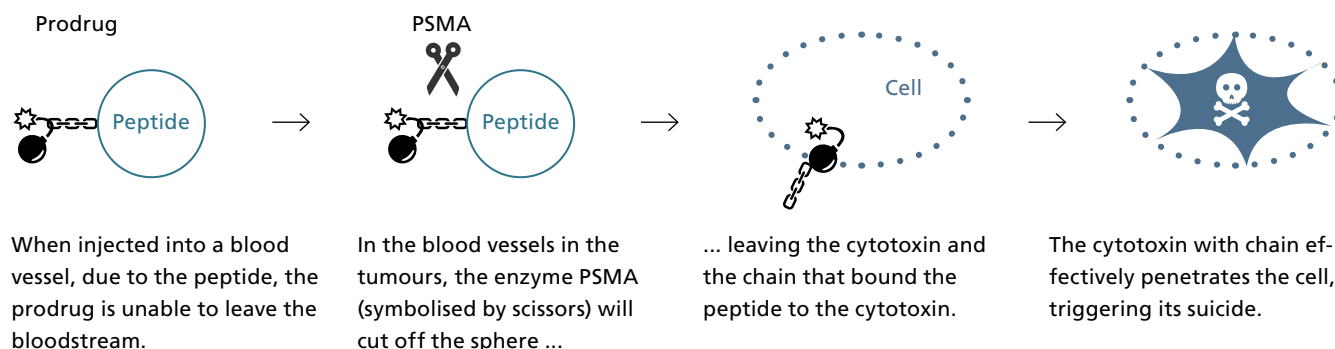 Prodrug
PSMA
Peptide
Peptide
Cell
When injected into a blood
vessel, due to the peptide, the
prodrug is unable to leave the
bloodstream.
In the blood vessels in the
tumours, the enzyme PSMA
(symbolised by scissors) will
cut off the sphere ...
... leaving the cytotoxin and
the chain that bound the
peptide to the cytotoxin.
The cytotoxin with chain ef-
fectively penetrates the cell,
triggering its suicide.